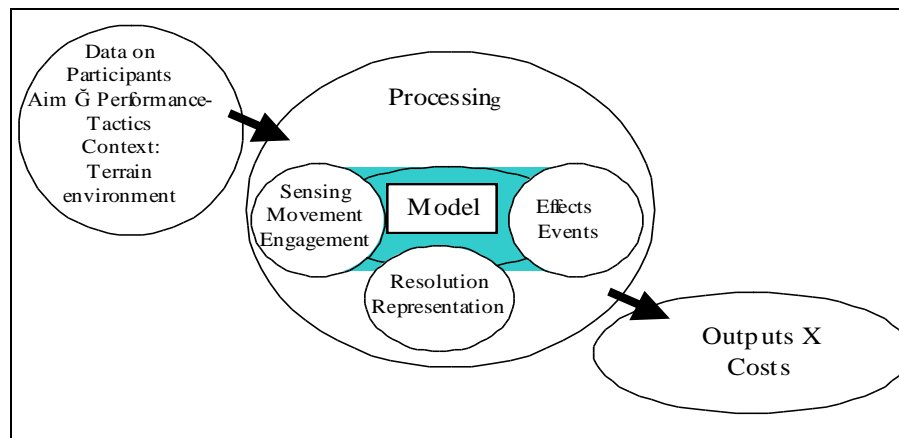 Data on
Participants
Aim Ğ Performance-
Tactics
Context:
Terrain
environment
Processing
Sensing
Movement
Engagement
Model
Effects
Events
Resolution
Representation
Outputs X
Costs